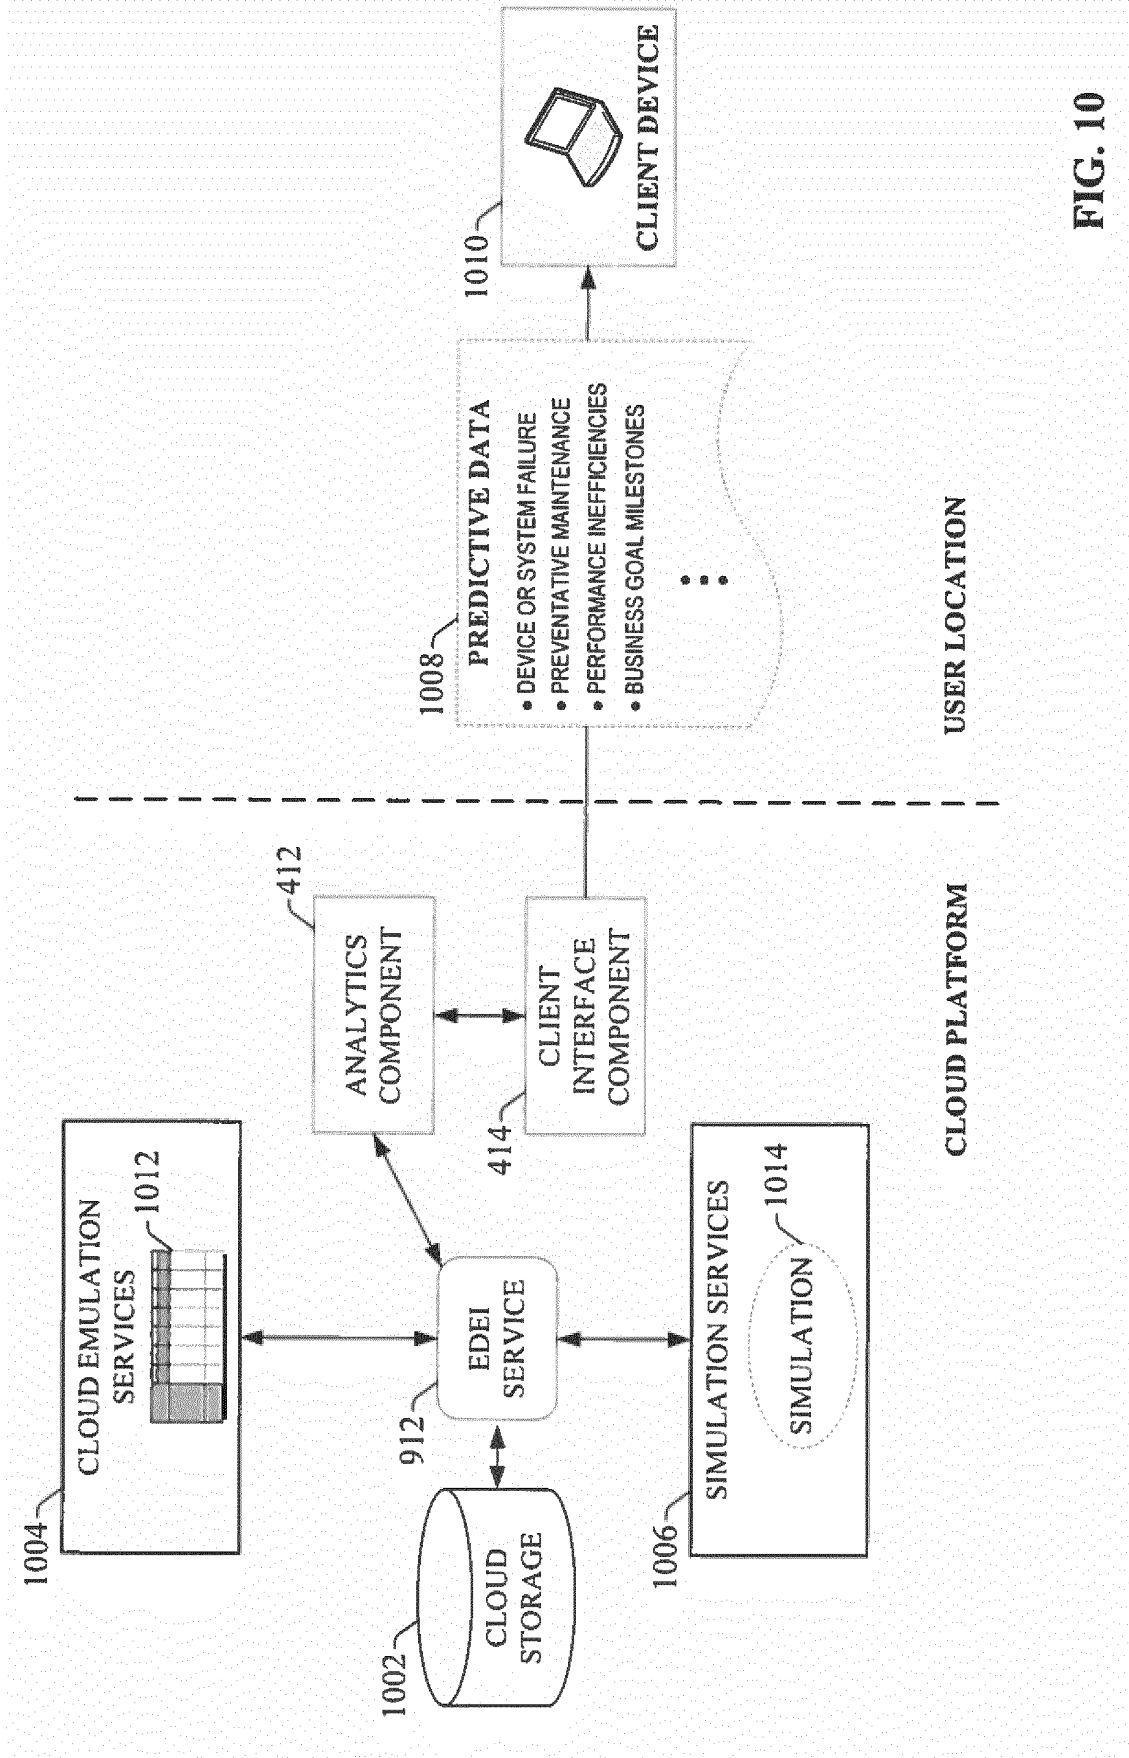 1004
CLOUD EMULATION
SERVICES
1012
412
ANALYTICS
COMPONENT
1002
CLOUD
STORAGE
912
EDEI
SERVICE
414
CLIENT
INTERFACE
COMPONENT
1006
SIMULATION SERVICES
SIMULATION
1014
CLOUD PLATFORM
1008
PREDICTIVE DATA
• DEVICE OR SYSTEM FAILURE
• PREVENTATIVE MAINTENANCE
• PERFORMANCE INEFFICIENCIES
• BUSINESS GOAL MILESTONES
• • •
1010
CLIENT DEVICE
USER LOCATION
FIG. 10